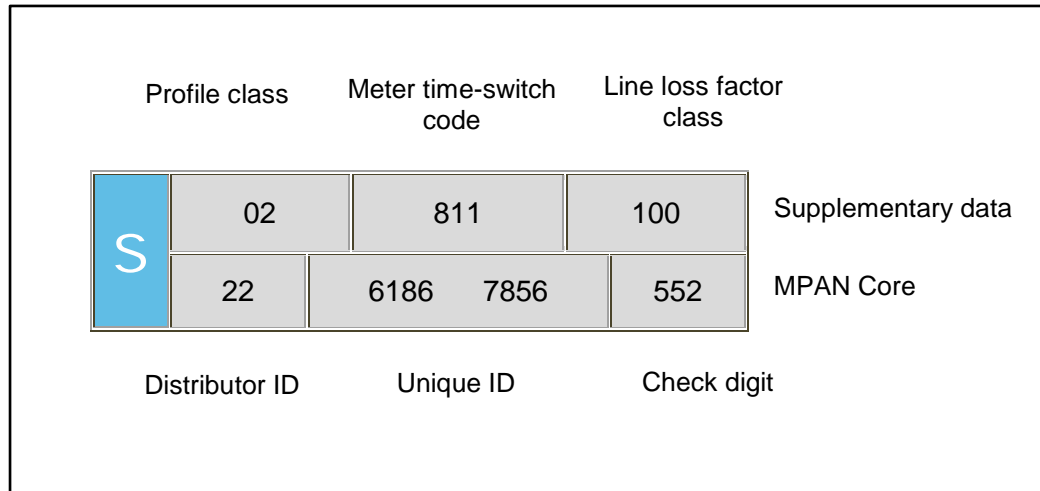 Profile class
Meter time-switch
code
Line loss factor
class
S
02
811
100
Supplementary data
22
6186 7856
552
MPAN Core
Distributor ID
Unique ID
Check digit